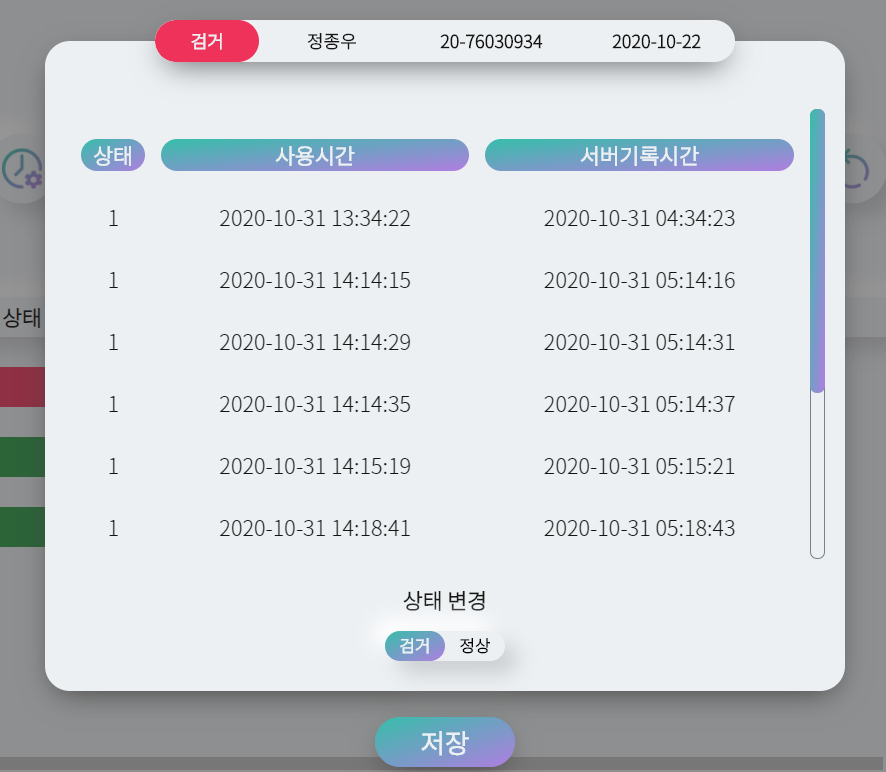 검거 정종우 20-76030934 2020-10-22
상태 사용시간 서버기록시간
1 2020-10-31 13:34:22 2020-10-31 04:34:23
1 2020-10-31 14:14:15 2020-10-31 05:14:16
상태
1 2020-10-31 14:14:29 2020-10-31 05:14:31
1 2020-10-31 14:14:35 2020-10-31 05:14:37
1 2020-10-31 14:15:19 2020-10-31 05:15:21
1 2020-10-31 14:18:41 2020-10-31 05:18:43
상태 변경
검거 정상
저장